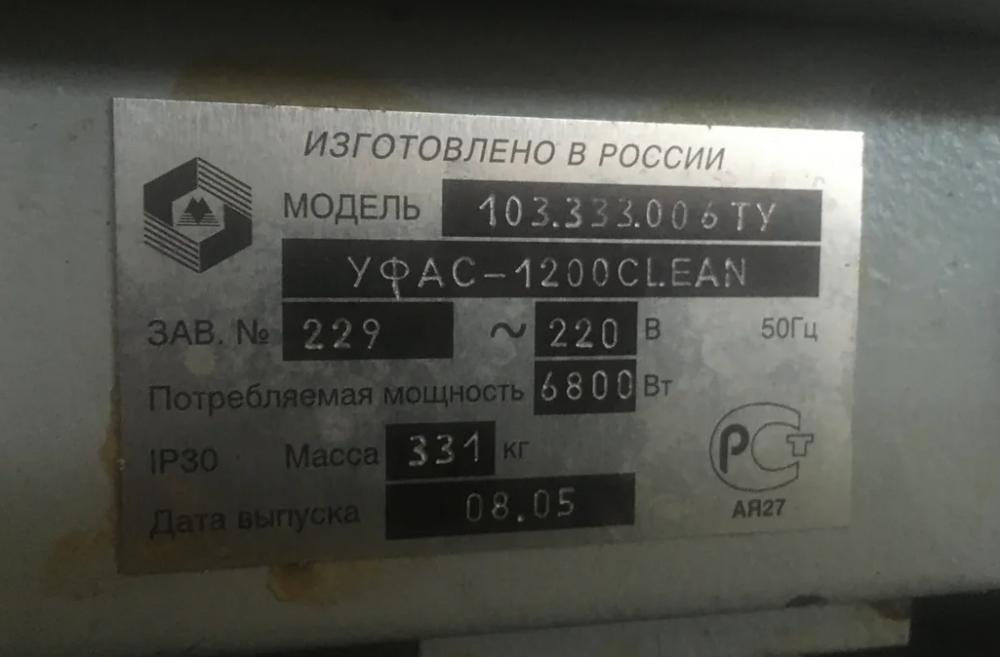 ИЗГОТОВЛЕНО В РОССИИ
МОДЕЛЬ 103.333.006ТУ
УФАС-1200CLEAN
ЗАВ. № 229 ~ 220 В 50Гц
Потребляемая мощность 6800 Вт
IP30 Масса 331 кг
РСТ
Дата выпуска 08.05
АЯ27